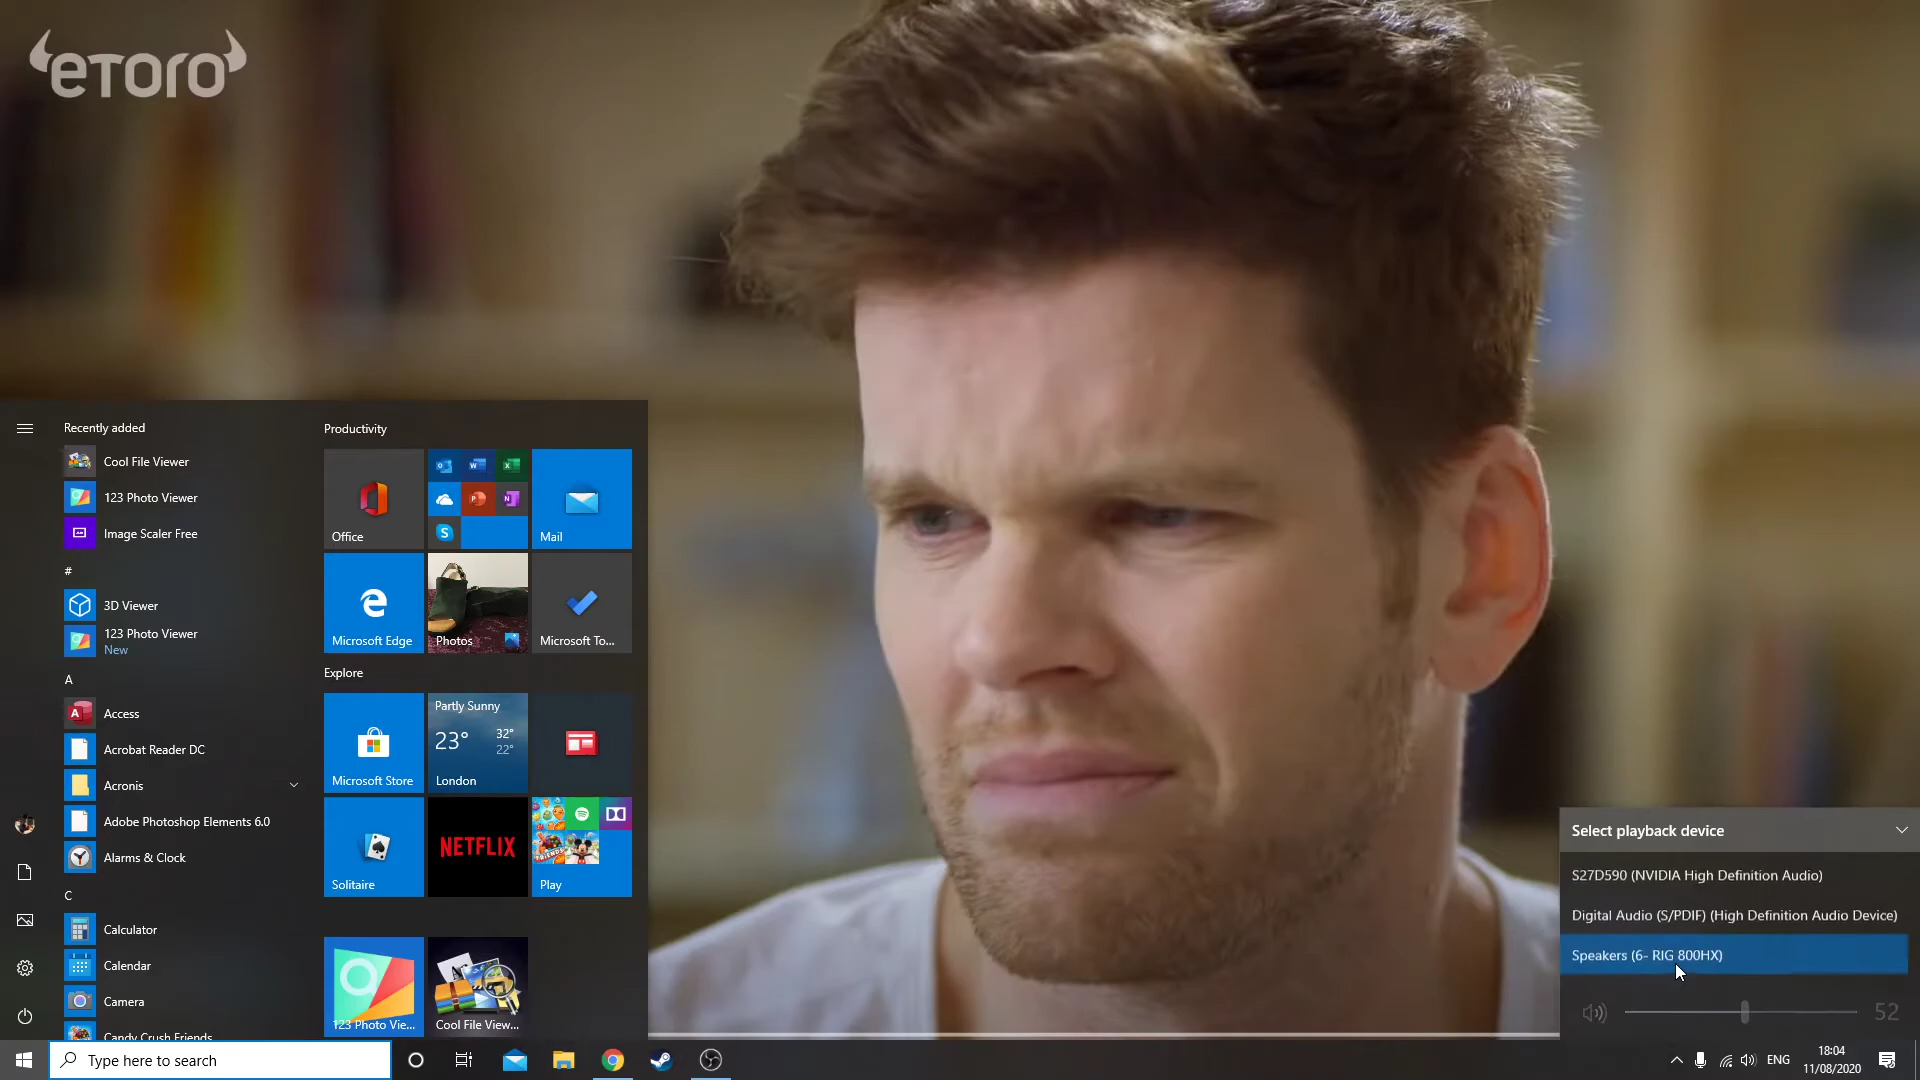 eTORO
Recently added
Cool File Viewer
123 Photo Viewer
Image Scaler Free
#
3D Viewer
123 Photo Viewer
New
A
Access
Acrobat Reader DC
Acronis
Adobe Photoshop Elements 6.0
Alarms & Clock
C
Calculator
Calendar
Camera
Candy Crush Friends
Productivity
Office
Mail
Microsoft Edge
Photos
Microsoft To...
Explore
Microsoft Store
Partly Sunny
23°
32°
22°
London
Solitaire
NETFLIX
Play
123 Photo Vie...
Cool File View...
Select playback device
S27D590 (NVIDIA High Definition Audio)
Digital Audio (S/PDIF) (High Definition Audio Device)
Speakers (6- RIG 800HX)
52
Type here to search
ENG
18:04
11/08/2020